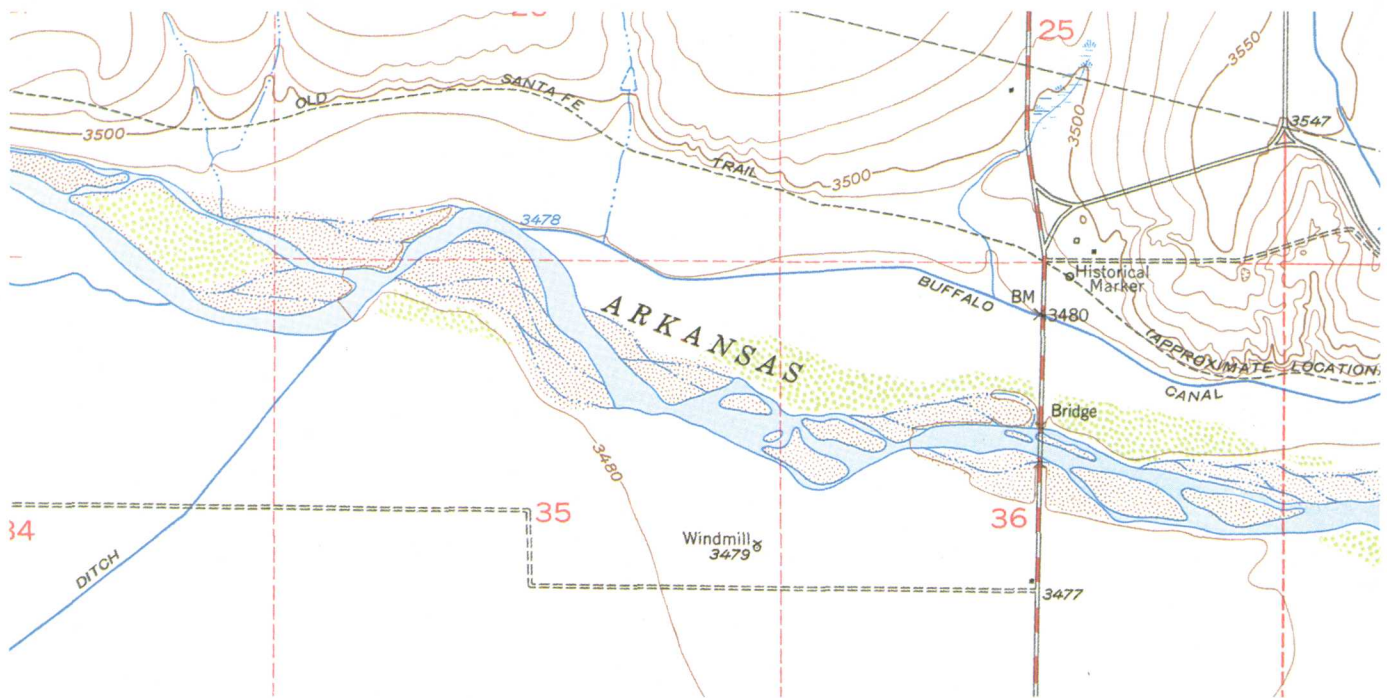 25
3550
3547
OLD
SANTA FE
TRAIL
3500
3500
3500
3478
Historical
Marker
BUFFALO
BM
3480
ARKANSAS
(APPROXIMATE LOCATION)
CANAL
Bridge
3480
34
35
36
Windmill
3479
DITCH
3477